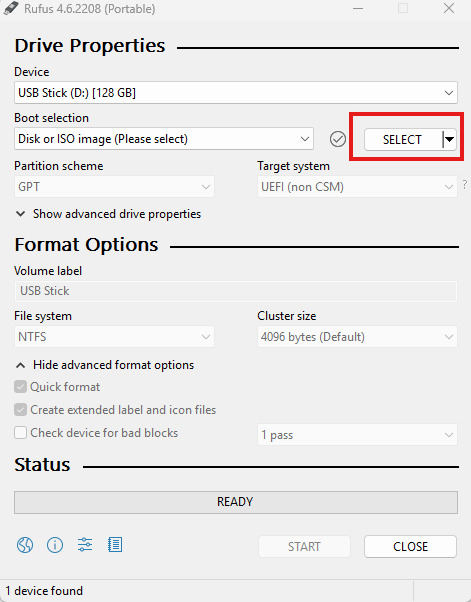 Rufus 4.6.2208 (Portable)
Drive Properties
Device
USB Stick (D:) [128 GB]
Boot selection
Disk or ISO image (Please select)
SELECT
Partition scheme
Target system
GPT
UEFI (non CSM)
?
Show advanced drive properties
Format Options
Volume label
USB Stick
File system
Cluster size
NTFS
4096 bytes (Default)
Hide advanced format options
Quick format
Create extended label and icon files
Check device for bad blocks
1 pass
Status
READY
START
CLOSE
1 device found